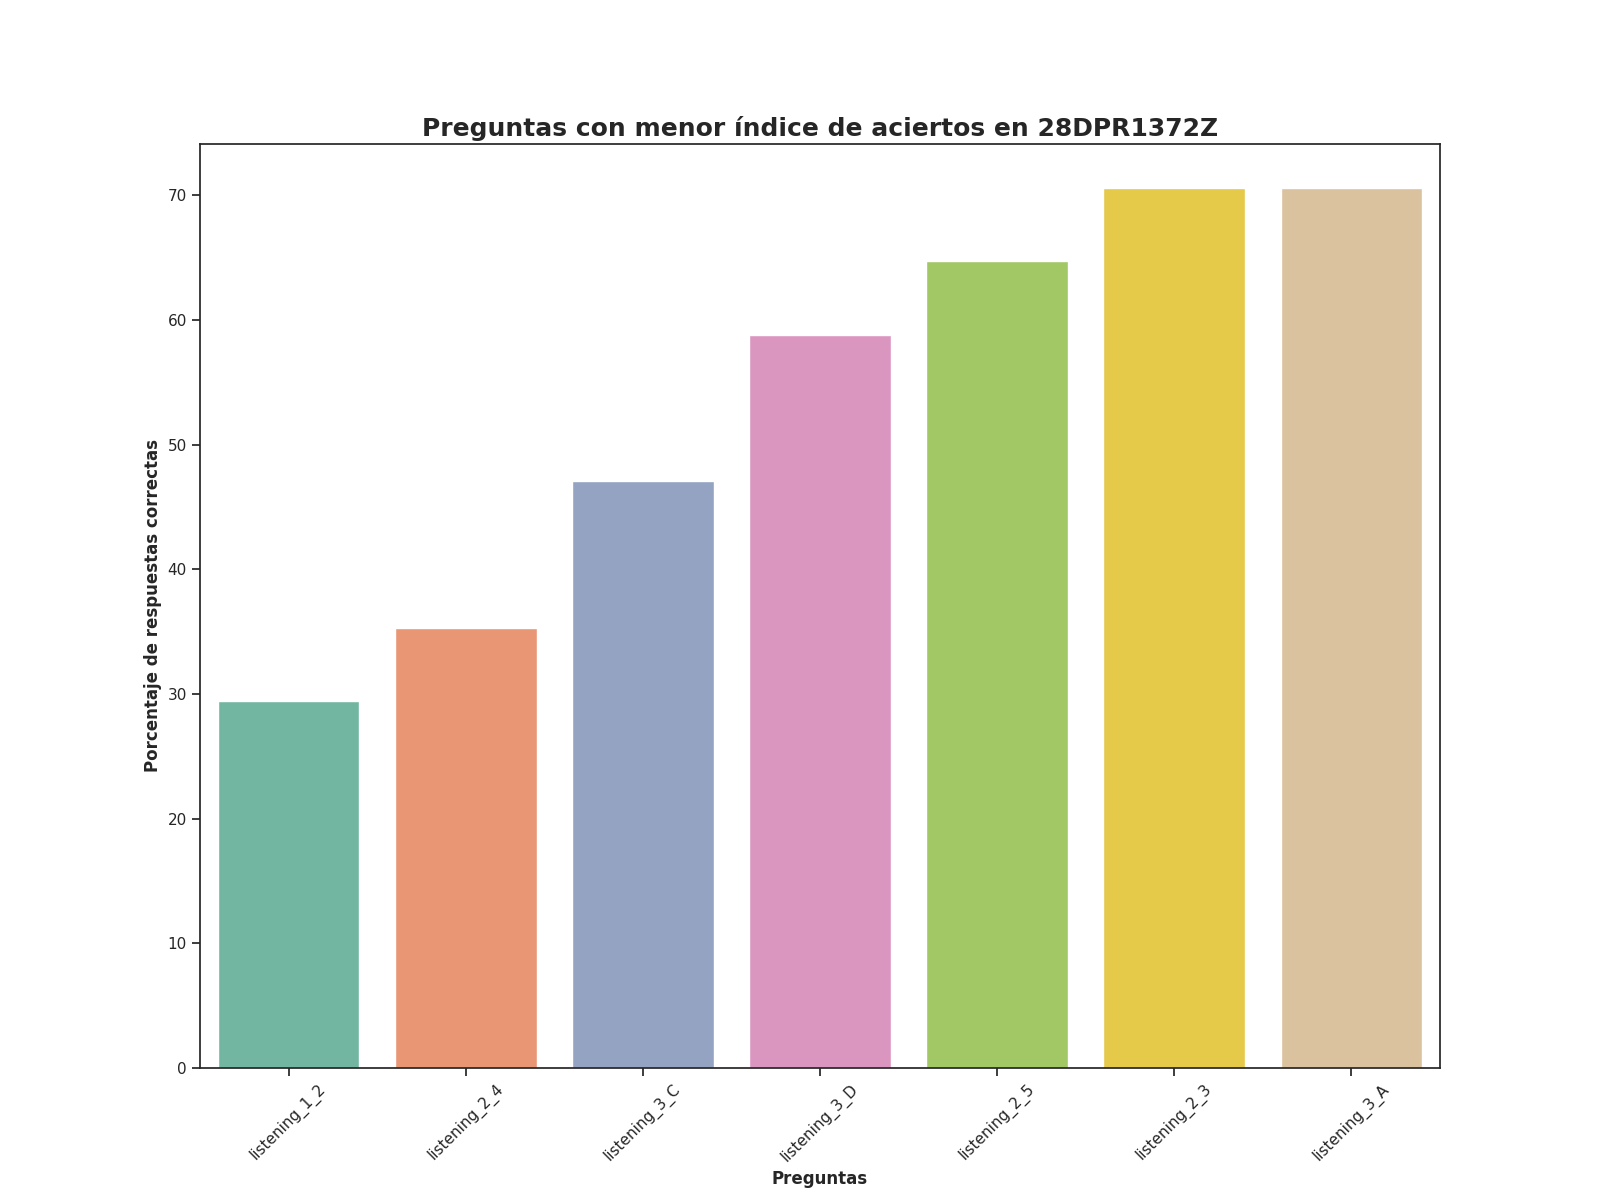 Preguntas con menor índice de aciertos en 28DPR1372Z
Porcentaje de respuestas correctas
70
60
50
40
30
20
10
0
listening_1_2
listening_2_4
listening_3_C
listening_3_D
listening_2_5
listening_2_3
listening_3_A
Preguntas